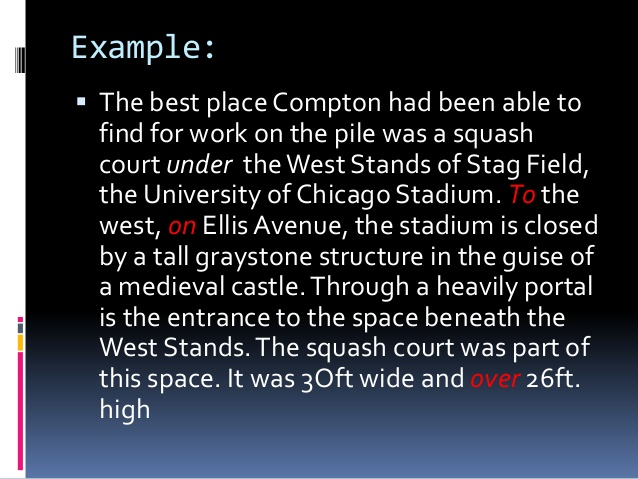 Example:
▪ The best place Compton had been able to
find for work on the pile was a squash
court under the West Stands of Stag Field,
the University of Chicago Stadium. To the
west, on Ellis Avenue, the stadium is closed
by a tall graystone structure in the guise of
a medieval castle. Through a heavily portal
is the entrance to the space beneath the
West Stands. The squash court was part of
this space. It was 3Oft wide and over 26ft.
high